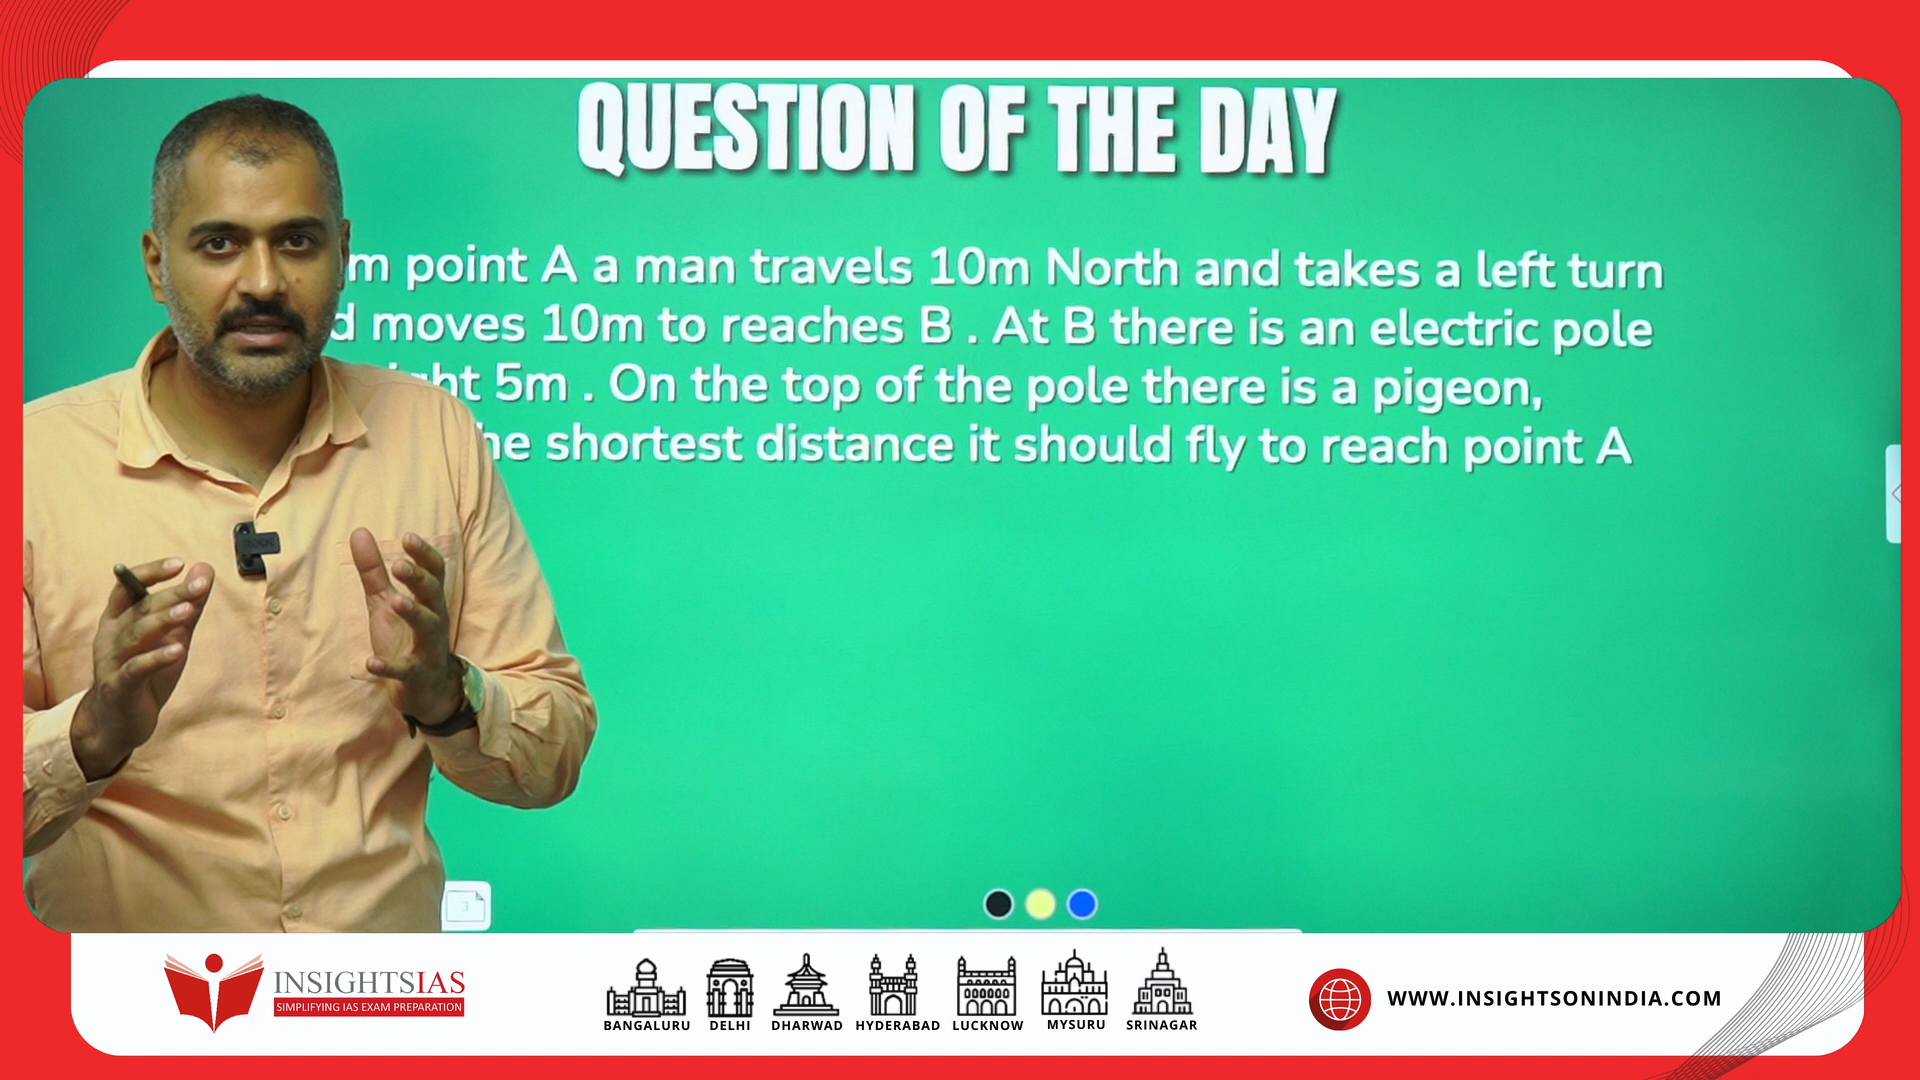 QUESTION OF THE DAY
m point A a man travels 10m North and takes a left turn
d moves 10m to reaches B . At B there is an electric pole
ght 5m . On the top of the pole there is a pigeon,
he shortest distance it should fly to reach point A
3
INSIGHTSIAS
SIMPLIFYING IAS EXAM PREPARATION
BANGALURU DELHI DHARWAD HYDERABAD LUCKNOW MYSURU SRINAGAR
WWW.INSIGHTSONINDIA.COM